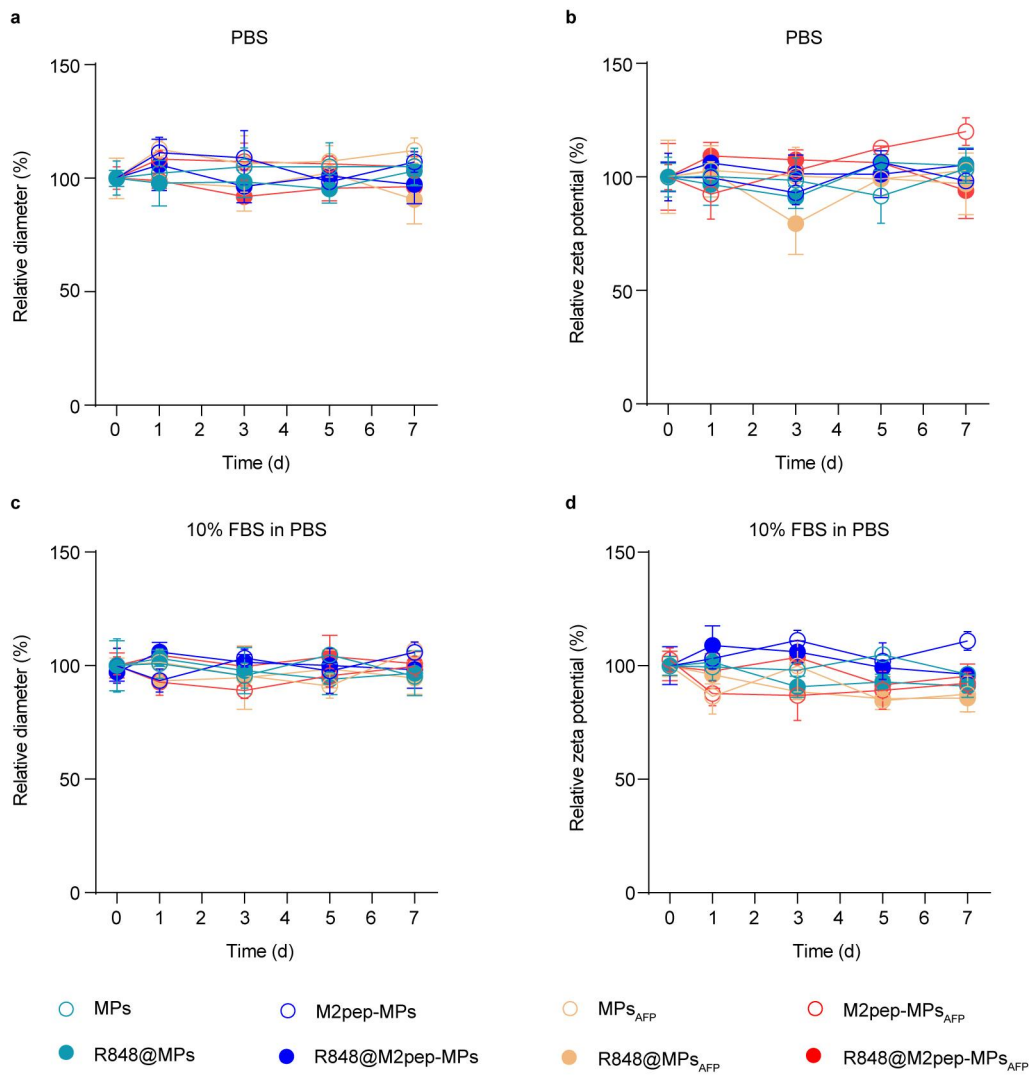 a
PBS
150
100
50
0
Relative diameter (%)
0 1 2 3 4 5 6 7
Time (d)
b
PBS
150
100
50
0
Relative zeta potential (%)
0 1 2 3 4 5 6 7
Time (d)
c
10% FBS in PBS
150
100
50
0
Relative diameter (%)
0 1 2 3 4 5 6 7
Time (d)
d
10% FBS in PBS
150
100
50
0
Relative zeta potential (%)
0 1 2 3 4 5 6 7
Time (d)
MPs M2pep-MPs MPsAFP M2pep-MPsAFP
R848@MPs R848@M2pep-MPs R848@MPsAFP R848@M2pep-MPsAFP